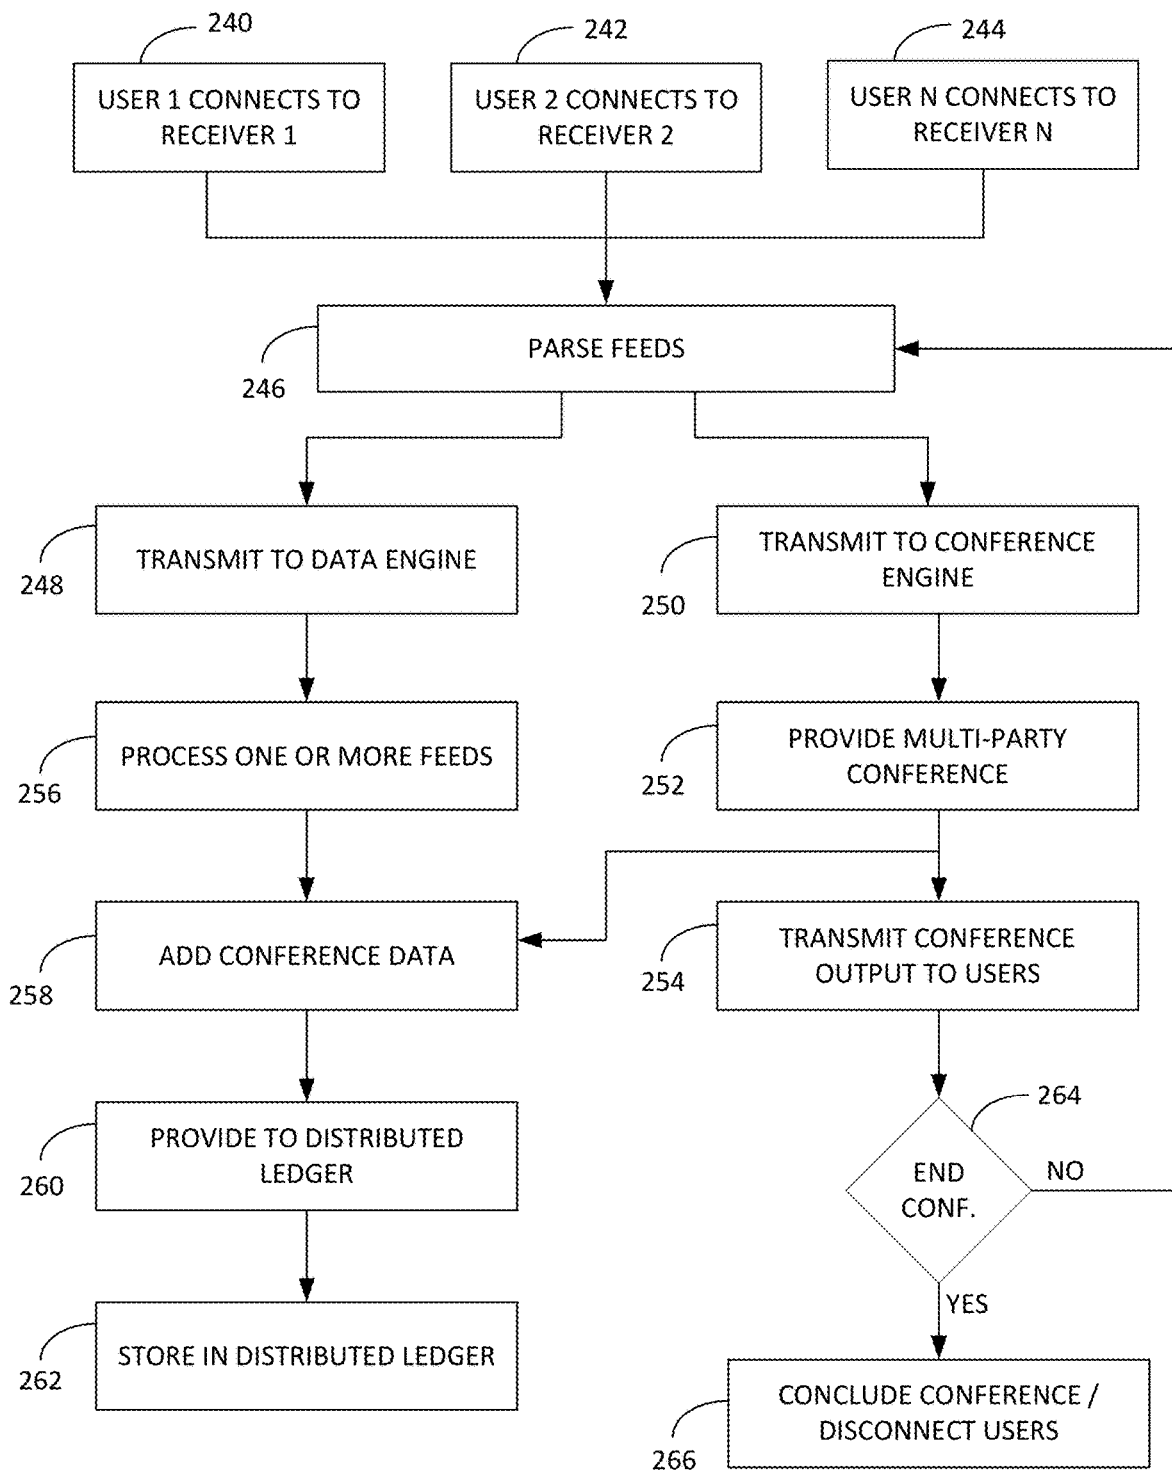 240
242
244
USER 1 CONNECTS TO
RECEIVER 1
USER 2 CONNECTS TO
RECEIVER 2
USER N CONNECTS TO
RECEIVER N
PARSE FEEDS
246
TRANSMIT TO DATA ENGINE
248
TRANSMIT TO CONFERENCE
ENGINE
250
PROCESS ONE OR MORE FEEDS
256
PROVIDE MULTI-PARTY
CONFERENCE
252
ADD CONFERENCE DATA
258
TRANSMIT CONFERENCE
OUTPUT TO USERS
254
PROVIDE TO DISTRIBUTED
LEDGER
260
264
END
CONF.
NO
YES
STORE IN DISTRIBUTED LEDGER
262
CONCLUDE CONFERENCE /
DISCONNECT USERS
266